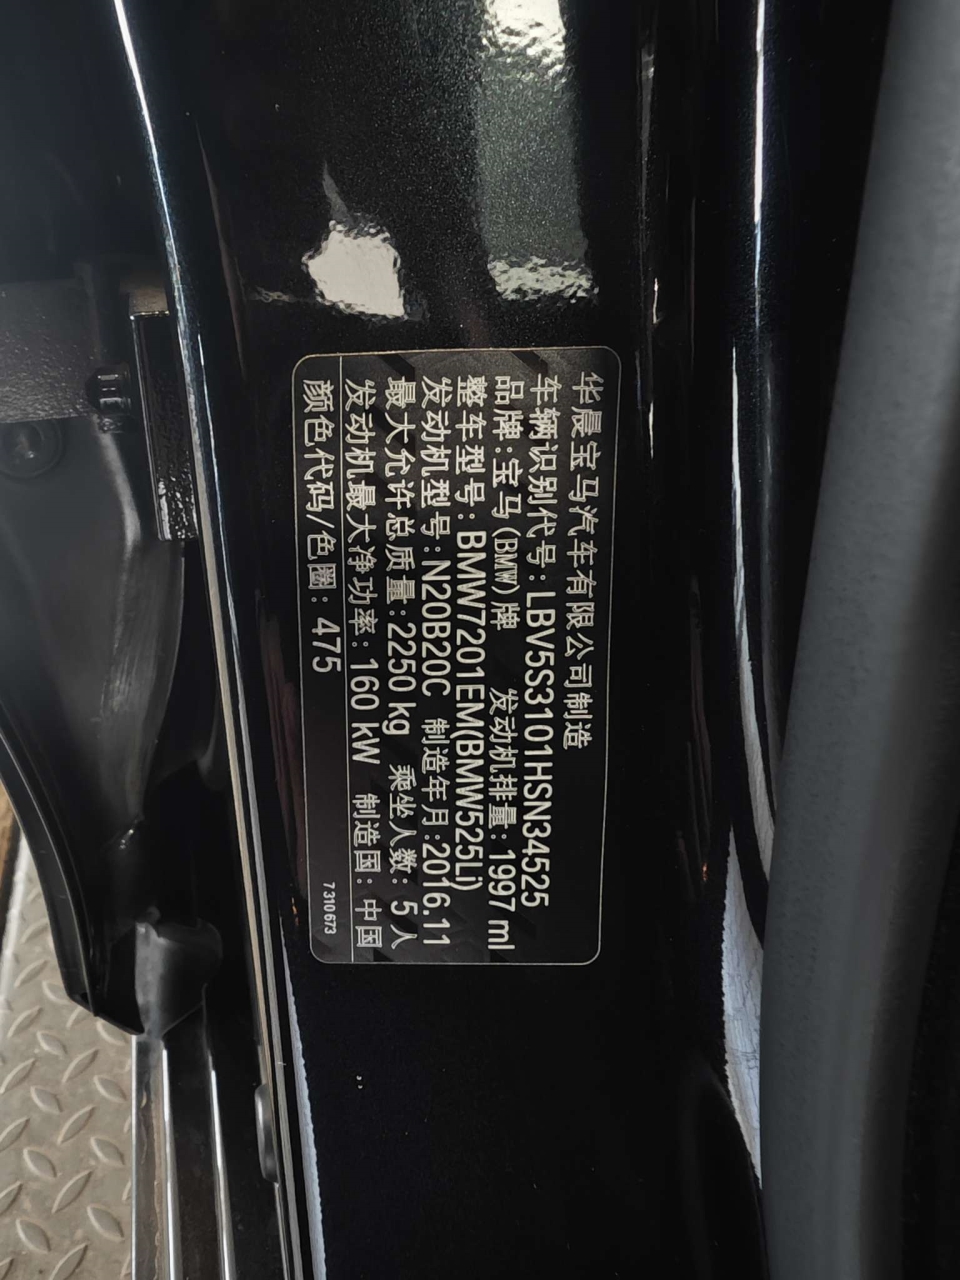 华晨宝马汽车有限公司制造
车辆识别代号: LBV5S3101HSN34525
品牌:宝马(BMW)牌 发动机排量:1997 ml
整车型号: BMW7201EM(BMW525Li)
发动机型号:N20B20C 制造年月:2016.11
最大允许总质量:2250 kg 乘坐人数: 5 人
发动机最大净功率: 160 kW 制造国: 中国
颜色代码/色圈: 475
7 310 673